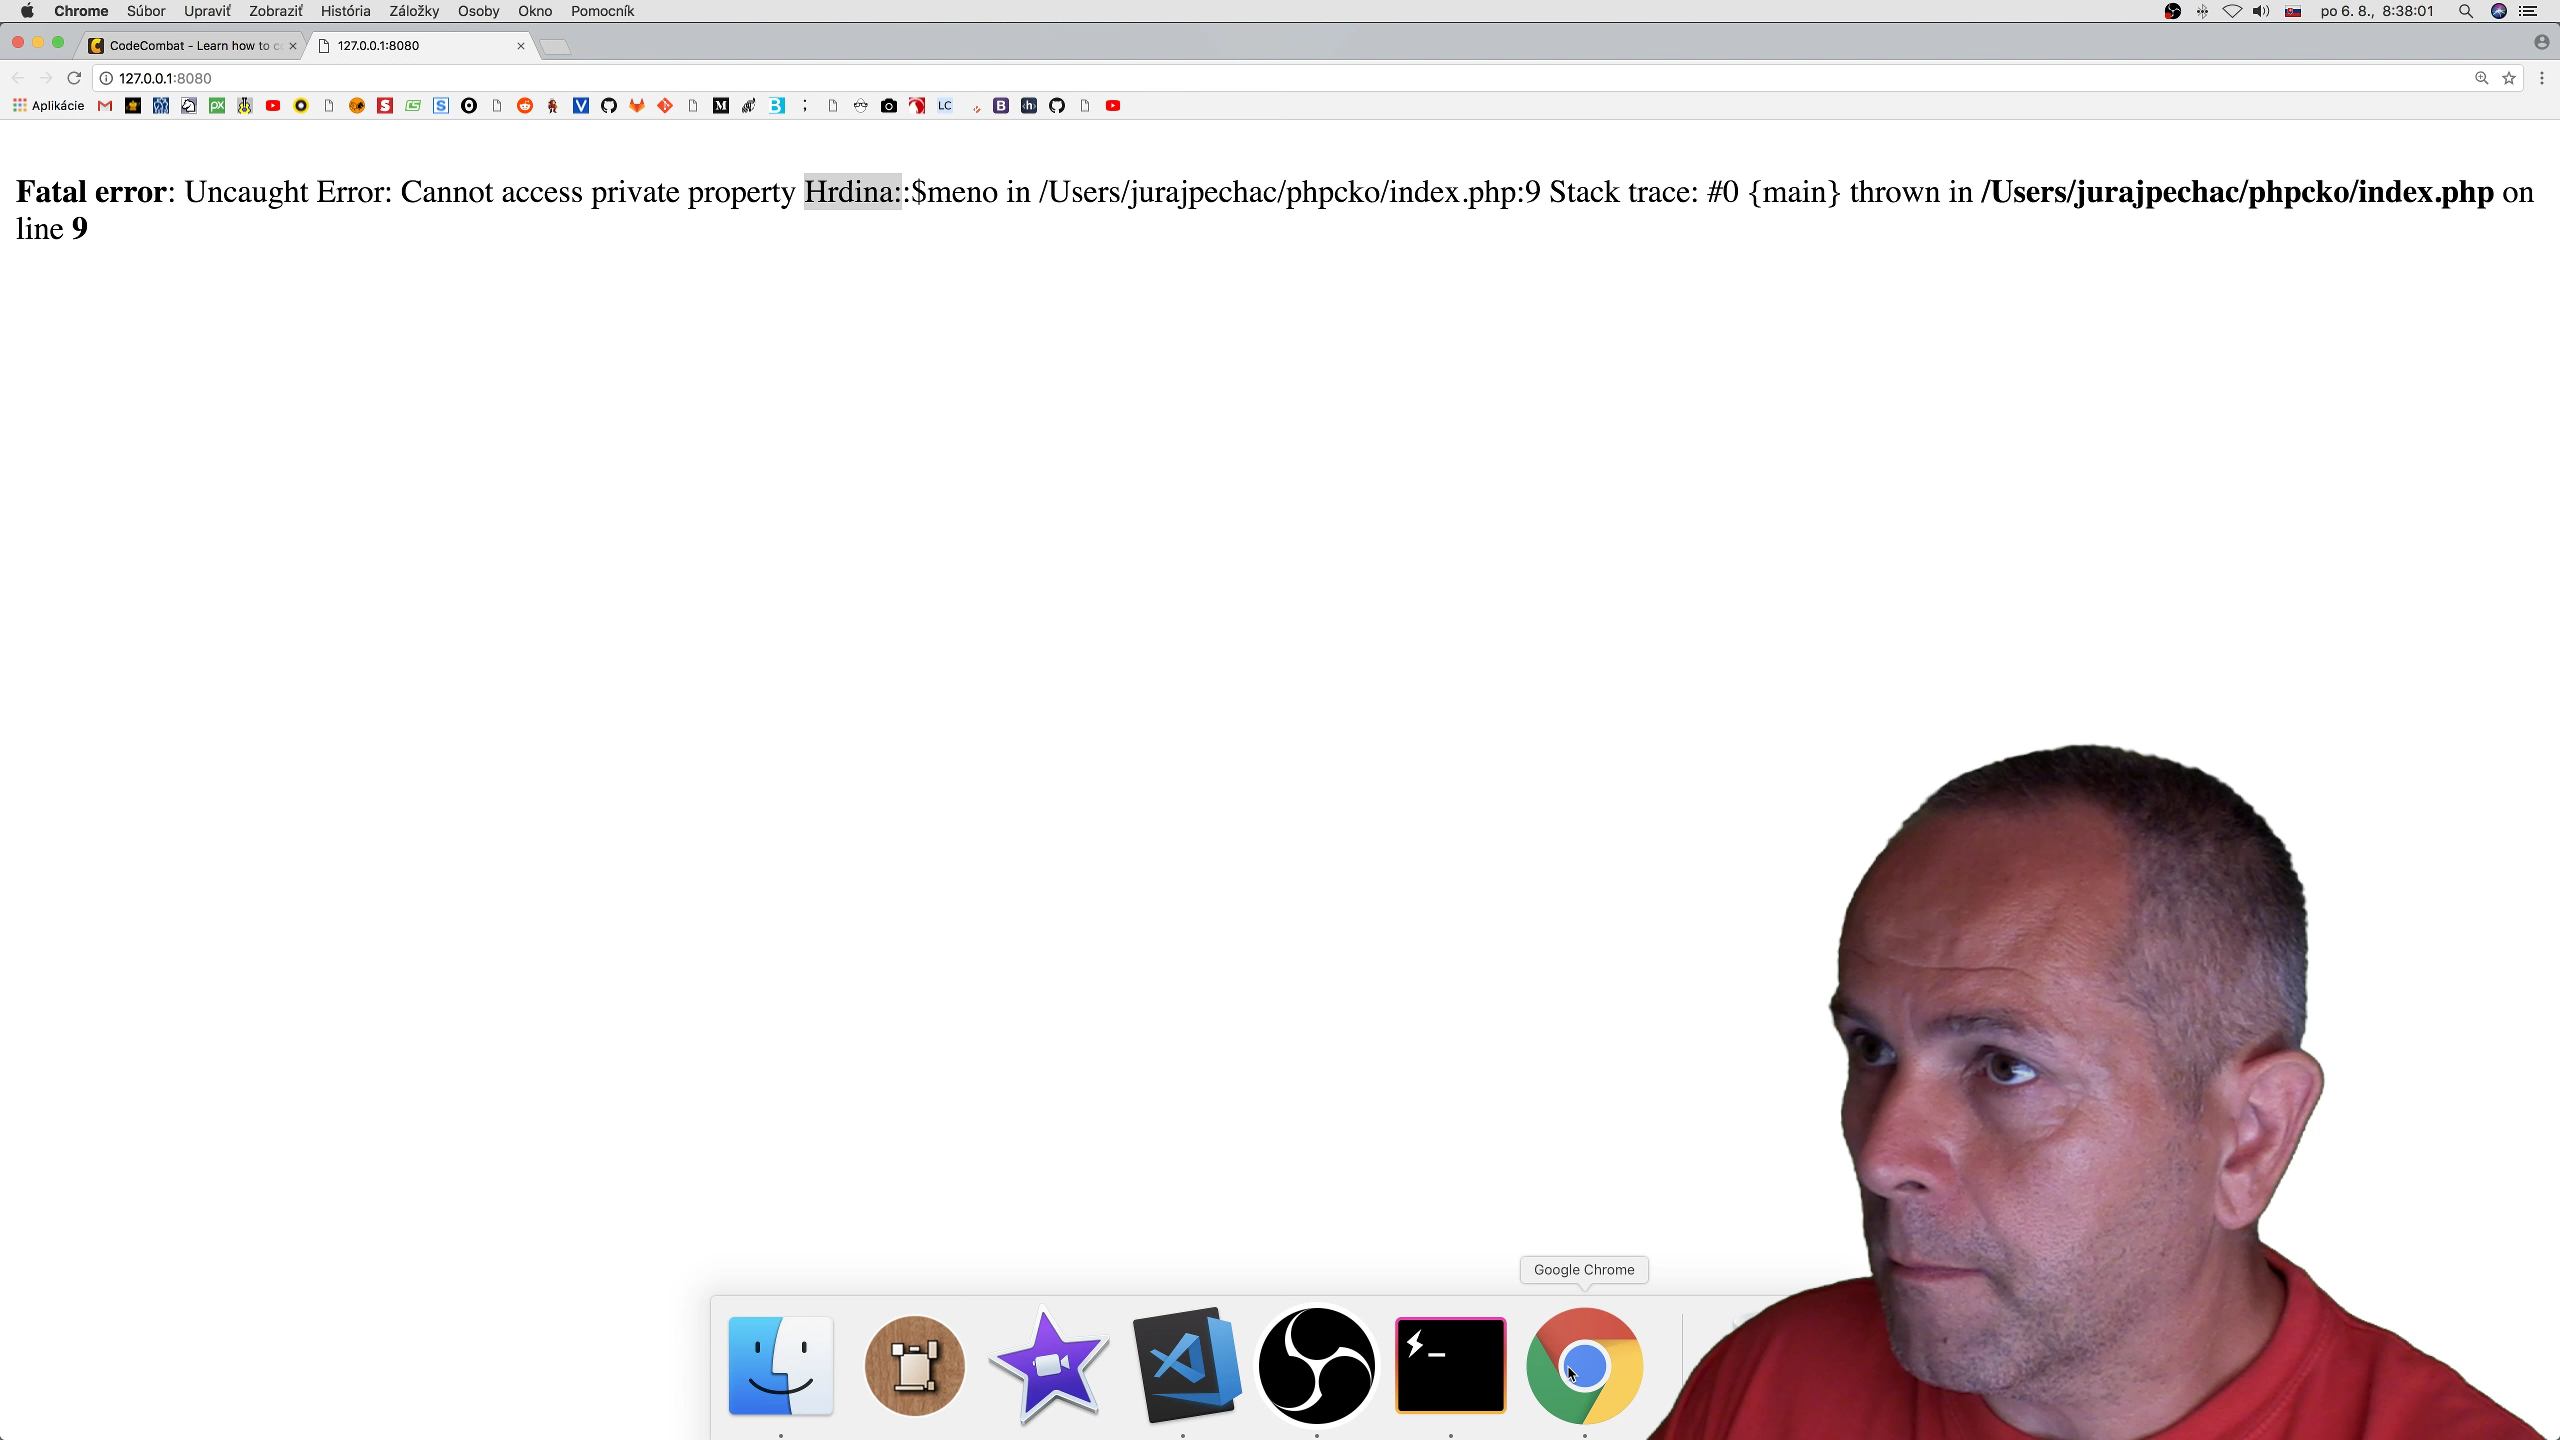 Chrome Súbor Upraviť Zobraziť História Záložky Osoby Okno Pomocník po 6. 8., 8:38:01
CodeCombat - Learn how to c 127.0.0.1:8080
127.0.0.1:8080
Aplikácie PX S S V M B ; LC B <h>
Fatal error: Uncaught Error: Cannot access private property Hrdina::$meno in /Users/jurajpechac/phpcko/index.php:9 Stack trace: #0 {main} thrown in /Users/jurajpechac/phpcko/index.php on
line 9
Google Chrome